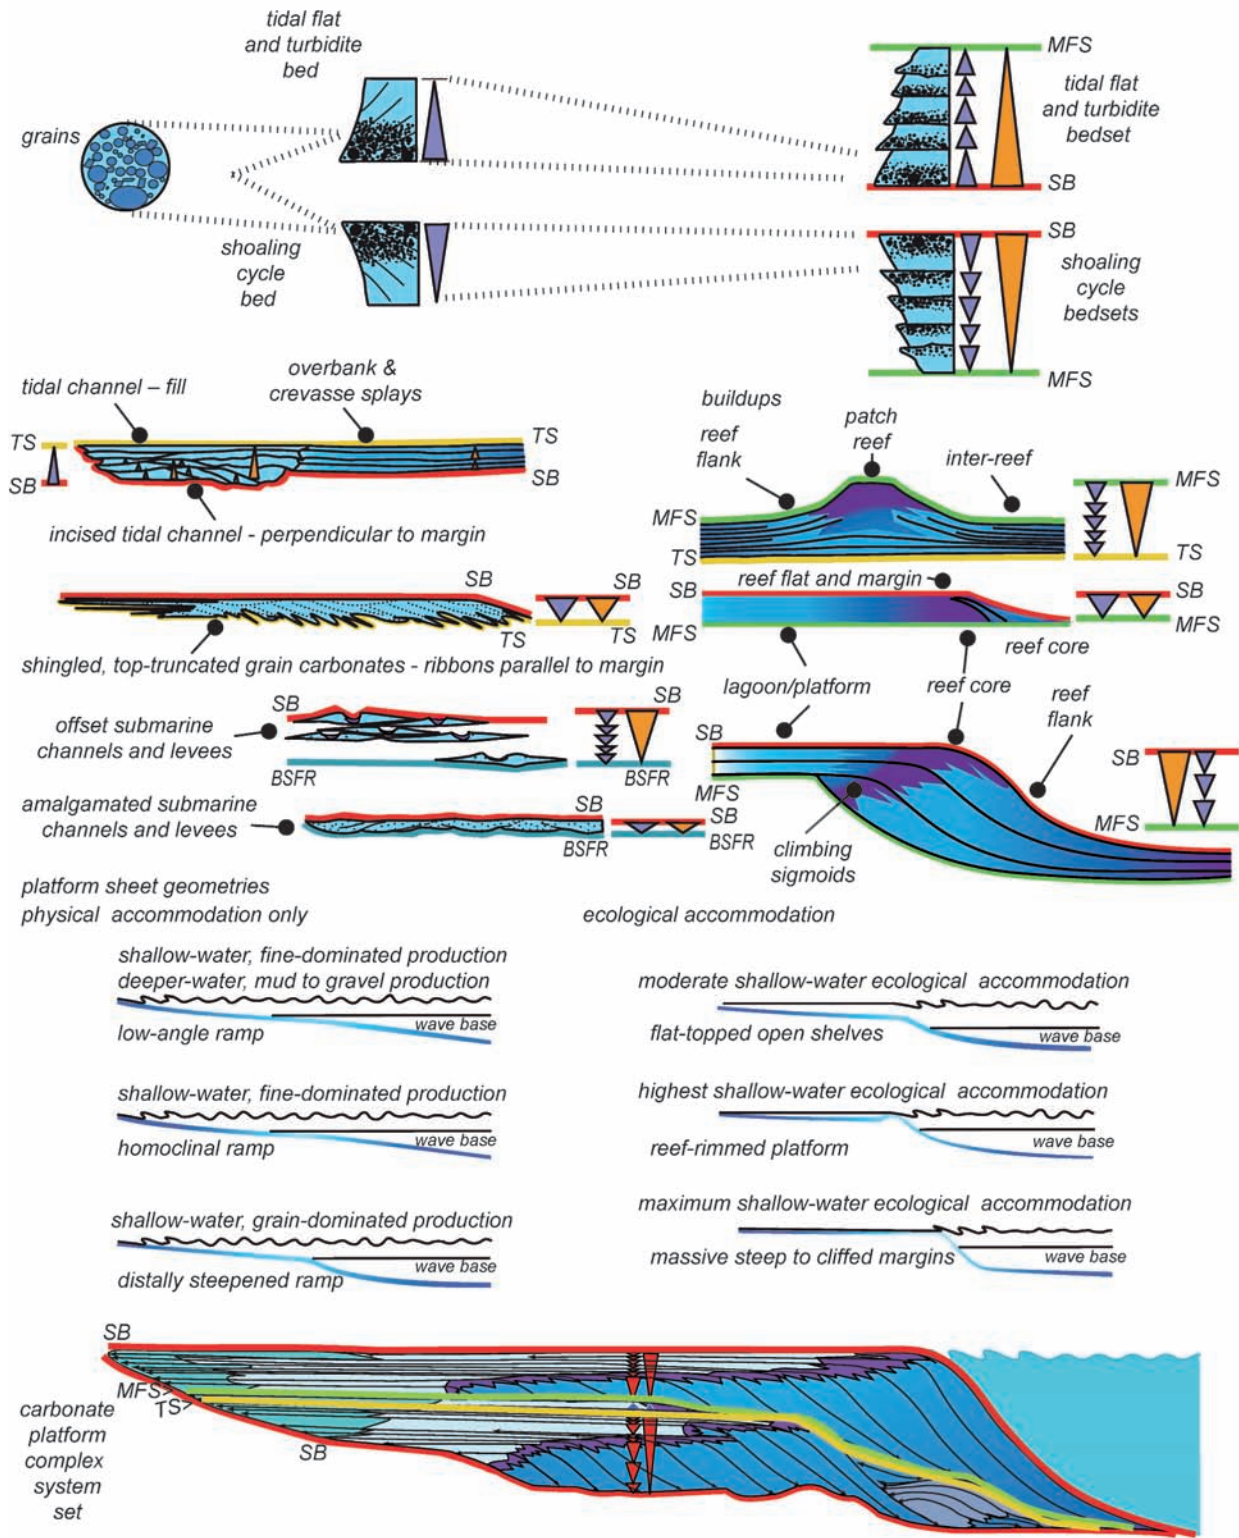 tidal flat
and turbidite
bed
grains
shoaling
cycle
bed
MFS
tidal flat
and turbidite
bedset
SB
SB
shoaling
cycle
bedsets
MFS
tidal channel – fill
overbank &
crevasse splays
TS
SB
TS
SB
incised tidal channel - perpendicular to margin
SB
SB
TS
TS
shingled, top-truncated grain carbonates - ribbons parallel to margin
SB
SB
offset submarine
channels and levees
BSFR
BSFR
amalgamated submarine
channels and levees
SB
SB
BSFR
BSFR
buildups
reef
flank
patch
reef
inter-reef
MFS
TS
MFS
TS
reef flat and margin
SB
MFS
SB
MFS
reef core
lagoon/platform
reef core
reef
flank
SB
MFS
SB
MFS
climbing
sigmoids
platform sheet geometries
physical accommodation only
ecological accommodation
shallow-water, fine-dominated production
deeper-water, mud to gravel production
wave base
low-angle ramp
shallow-water, fine-dominated production
wave base
homoclinal ramp
shallow-water, grain-dominated production
wave base
distally steepened ramp
moderate shallow-water ecological accommodation
wave base
flat-topped open shelves
highest shallow-water ecological accommodation
wave base
reef-rimmed platform
maximum shallow-water ecological accommodation
wave base
massive steep to cliffed margins
SB
MFS>
TS>
SB
carbonate
platform
complex
system
set